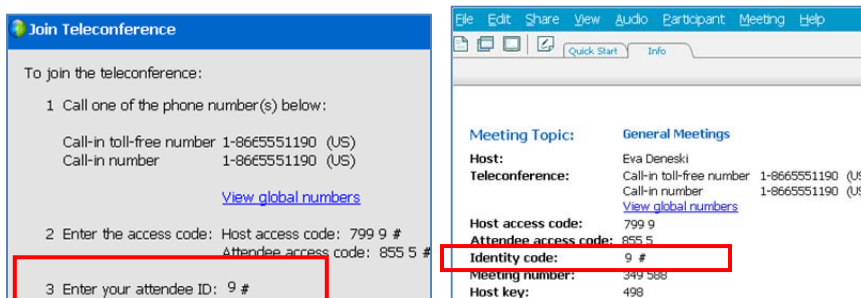 Join Teleconference
To join the teleconference:
1 Call one of the phone number(s) below:
Call-in toll-free number 1-8665551190 (US)
Call-in number 1-8665551190 (US)
View global numbers
2 Enter the access code: Host access code: 799 9 #
Attendee access code: 855 5 #
3 Enter your attendee ID: 9 #
File Edit Share View Audio Participant Meeting Help
Quick Start Info
Meeting Topic: General Meetings
Host: Eva Deneski
Teleconference: Call-in toll-free number 1-8665551190 (US
Call-in number 1-8665551190 (US
View global numbers
Host access code: 799 9
Attendee access code: 855 5
Identity code: 9 #
Meeting number: 349 588
Host key: 498